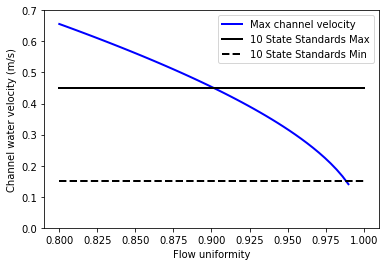 0.7
0.6
0.5
0.4
0.3
0.2
0.1
0.0
Channel water velocity (m/s)
Max channel velocity
10 State Standards Max
10 State Standards Min
0.800 0.825 0.850 0.875 0.900 0.925 0.950 0.975 1.000
Flow uniformity